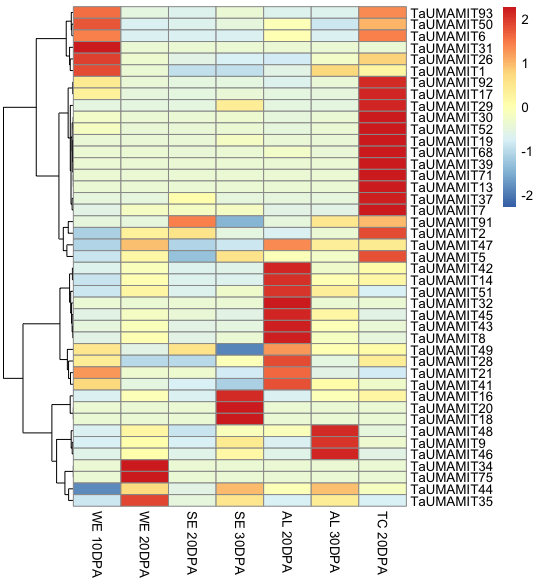 TaUMAMIT93
TaUMAMIT50
TaUMAMIT6
TaUMAMIT31
TaUMAMIT26
TaUMAMIT1
TaUMAMIT92
TaUMAMIT17
TaUMAMIT29
TaUMAMIT30
TaUMAMIT52
TaUMAMIT19
TaUMAMIT68
TaUMAMIT39
TaUMAMIT71
TaUMAMIT13
TaUMAMIT37
TaUMAMIT7
TaUMAMIT91
TaUMAMIT2
TaUMAMIT47
TaUMAMIT5
TaUMAMIT42
TaUMAMIT14
TaUMAMIT51
TaUMAMIT32
TaUMAMIT45
TaUMAMIT43
TaUMAMIT8
TaUMAMIT49
TaUMAMIT28
TaUMAMIT21
TaUMAMIT41
TaUMAMIT16
TaUMAMIT20
TaUMAMIT18
TaUMAMIT48
TaUMAMIT9
TaUMAMIT46
TaUMAMIT34
TaUMAMIT75
TaUMAMIT44
TaUMAMIT35
WE 10DPA
WE 20DPA
SE 20DPA
SE 30DPA
AL 20DPA
AL 30DPA
TC 20DPA
2
1
0
-1
-2